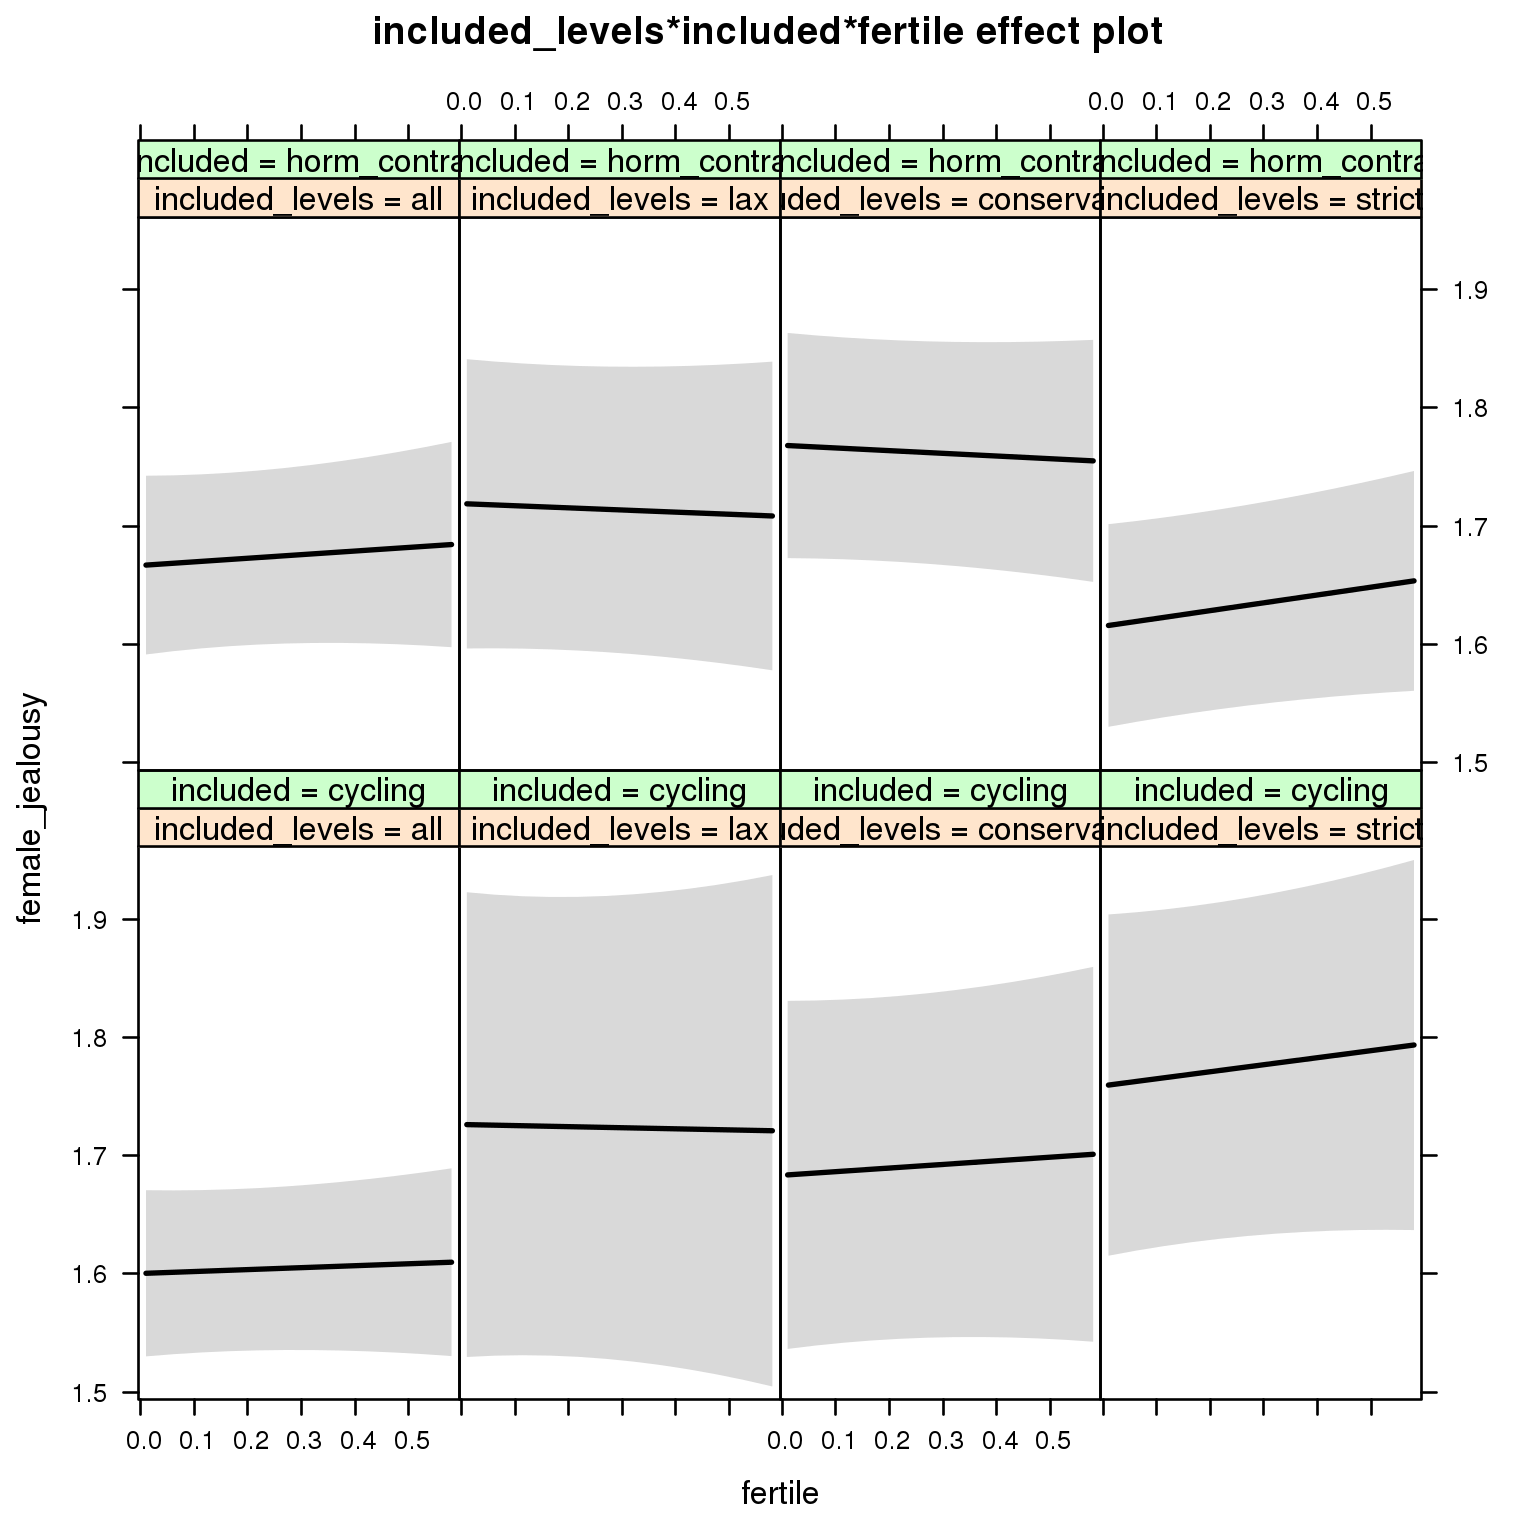 included_levels*included*fertile effect plot
0.0 0.1 0.2 0.3 0.4 0.5 0.0 0.1 0.2 0.3 0.4 0.5
ncluded = horm_contra ncluded = horm_contra ncluded = horm_contra ncluded = horm_contra
included_levels = all included_levels = lax uded_levels = conserva included_levels = strict
1.9
1.8
1.7
1.6
1.5
included = cycling included = cycling included = cycling included = cycling
included_levels = all included_levels = lax uded_levels = conserva included_levels = strict
female_jealousy
1.9
1.8
1.7
1.6
1.5
0.0 0.1 0.2 0.3 0.4 0.5 0.0 0.1 0.2 0.3 0.4 0.5
fertile